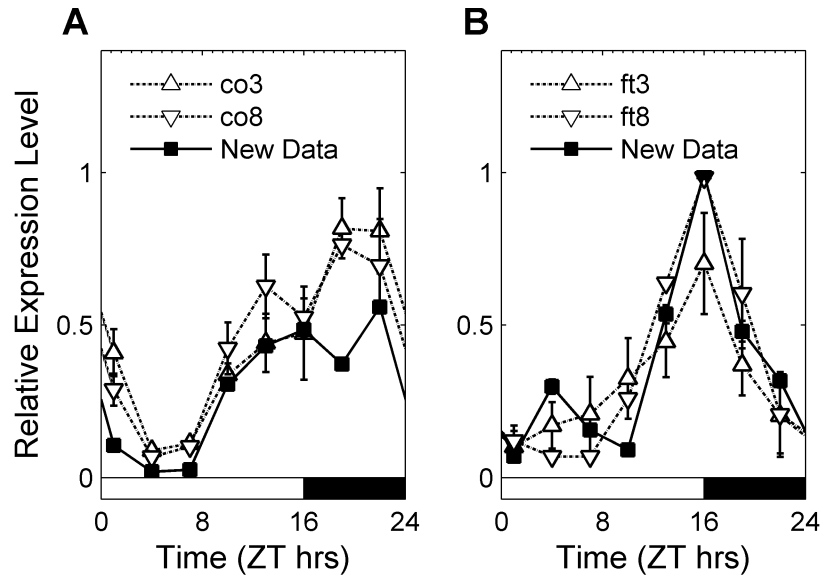 A
B
co3
co8
New Data
ft3
ft8
New Data
Relative Expression Level
1
0.5
0
1
0.5
0
0 8 16 24
0 8 16 24
Time (ZT hrs)
Time (ZT hrs)